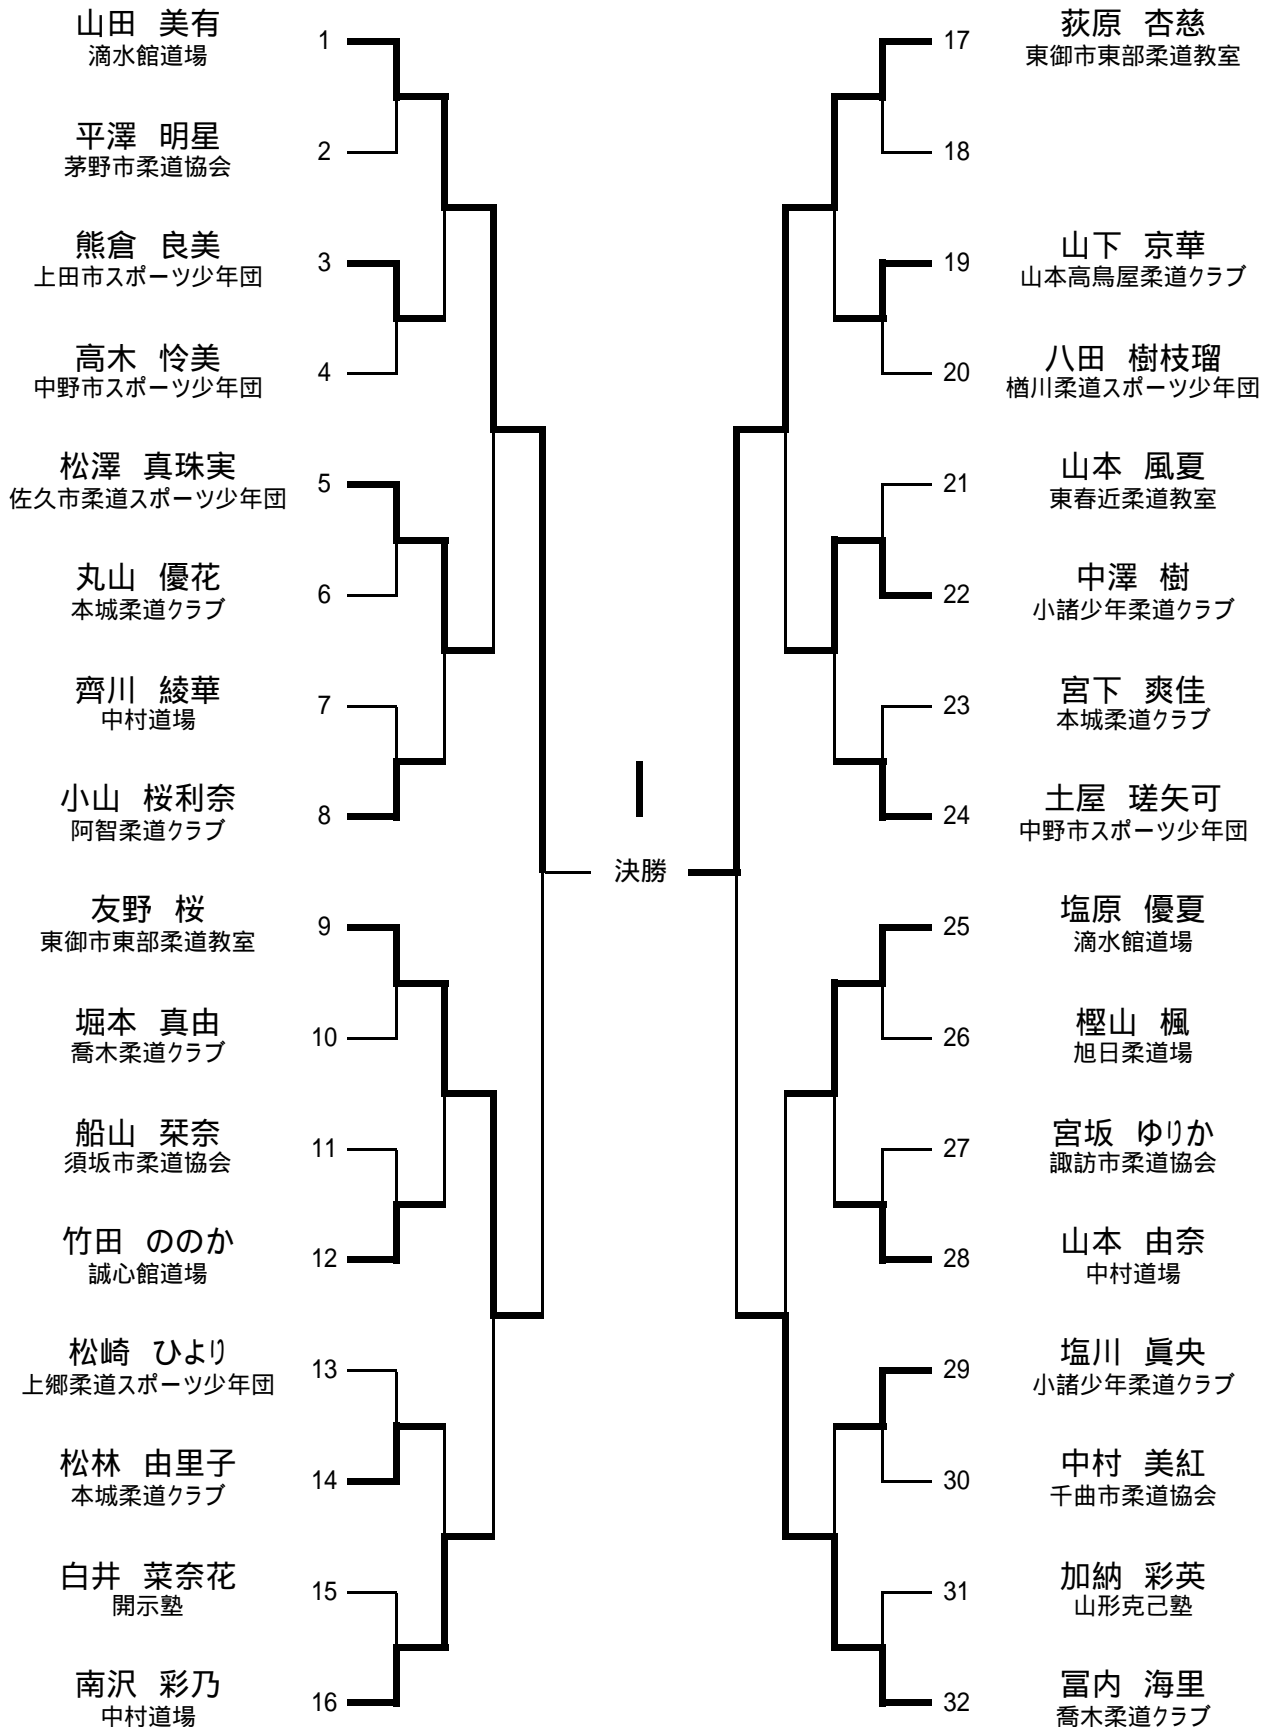 山田 美有
滴水館道場
1
平澤 明星
茅野市柔道協会
2
熊倉 良美
上田市スポーツ少年団
3
高木 怜美
中野市スポーツ少年団
4
松澤 真珠実
佐久市柔道スポーツ少年団
5
丸山 優花
本城柔道クラブ
6
齊川 綾華
中村道場
7
小山 桜利奈
阿智柔道クラブ
8
友野 桜
東御市東部柔道教室
9
堀本 真由
喬木柔道クラブ
10
船山 栞奈
須坂市柔道協会
11
竹田 ののか
誠心館道場
12
松崎 ひより
上郷柔道スポーツ少年団
13
松林 由里子
本城柔道クラブ
14
白井 菜奈花
開示塾
15
南沢 彩乃
中村道場
16
決勝
17
荻原 杏慈
東御市東部柔道教室
18
19
山下 京華
山本高鳥屋柔道クラブ
20
八田 樹枝瑠
楢川柔道スポーツ少年団
21
山本 風夏
東春近柔道教室
22
中澤 樹
小諸少年柔道クラブ
23
宮下 爽佳
本城柔道クラブ
24
土屋 瑳矢可
中野市スポーツ少年団
25
塩原 優夏
滴水館道場
26
樫山 楓
旭日柔道場
27
宮坂 ゆりか
諏訪市柔道協会
28
山本 由奈
中村道場
29
塩川 眞央
小諸少年柔道クラブ
30
中村 美紅
千曲市柔道協会
31
加納 彩英
山形克己塾
32
冨内 海里
喬木柔道クラブ